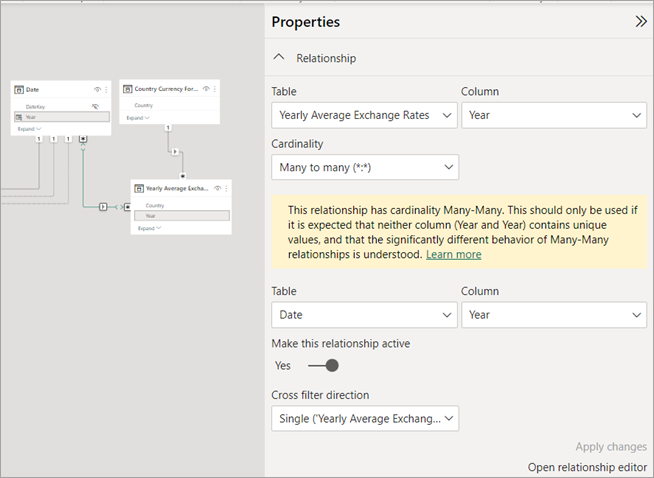 Properties
Relationship
Table
Column
Yearly Average Exchange Rates
Year
Cardinality
Many to many (*:*)
This relationship has cardinality Many-Many. This should only be used if
it is expected that neither column (Year and Year) contains unique
values, and that the significantly different behavior of Many-Many
relationships is understood. Learn more
Table
Column
Date
Year
Make this relationship active
Yes
Cross filter direction
Single ('Yearly Average Exchang...
Apply changes
Open relationship editor
Date
DateKey
Year
Expand
1
1
1
*
Country Currency For...
Country
Expand
1
*
Yearly Average Excha...
Country
Year
Expand
*